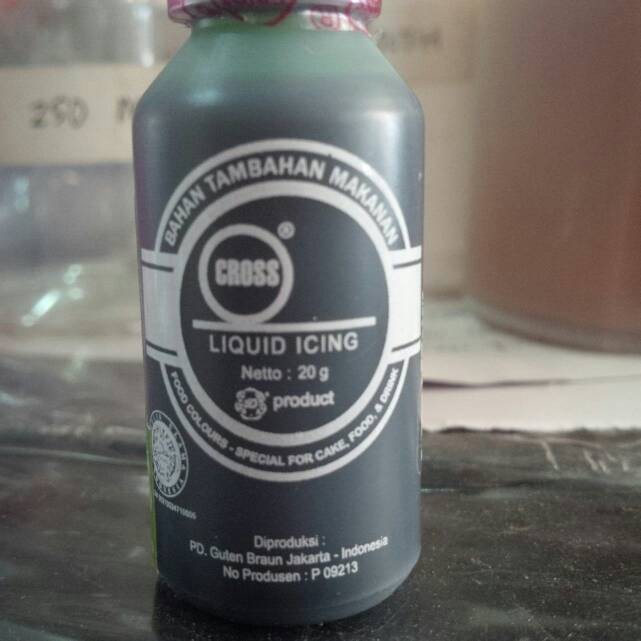 250
BAHAN TAMBAHAN MAKANAN
CROSS®
LIQUID ICING
Netto : 20 g
product
FOOD COLOURS - SPECIAL FOR CAKE, FOOD, & DRINK
Diproduksi :
PD. Guten Braun Jakarta - Indonesia
No Produsen : P 09213